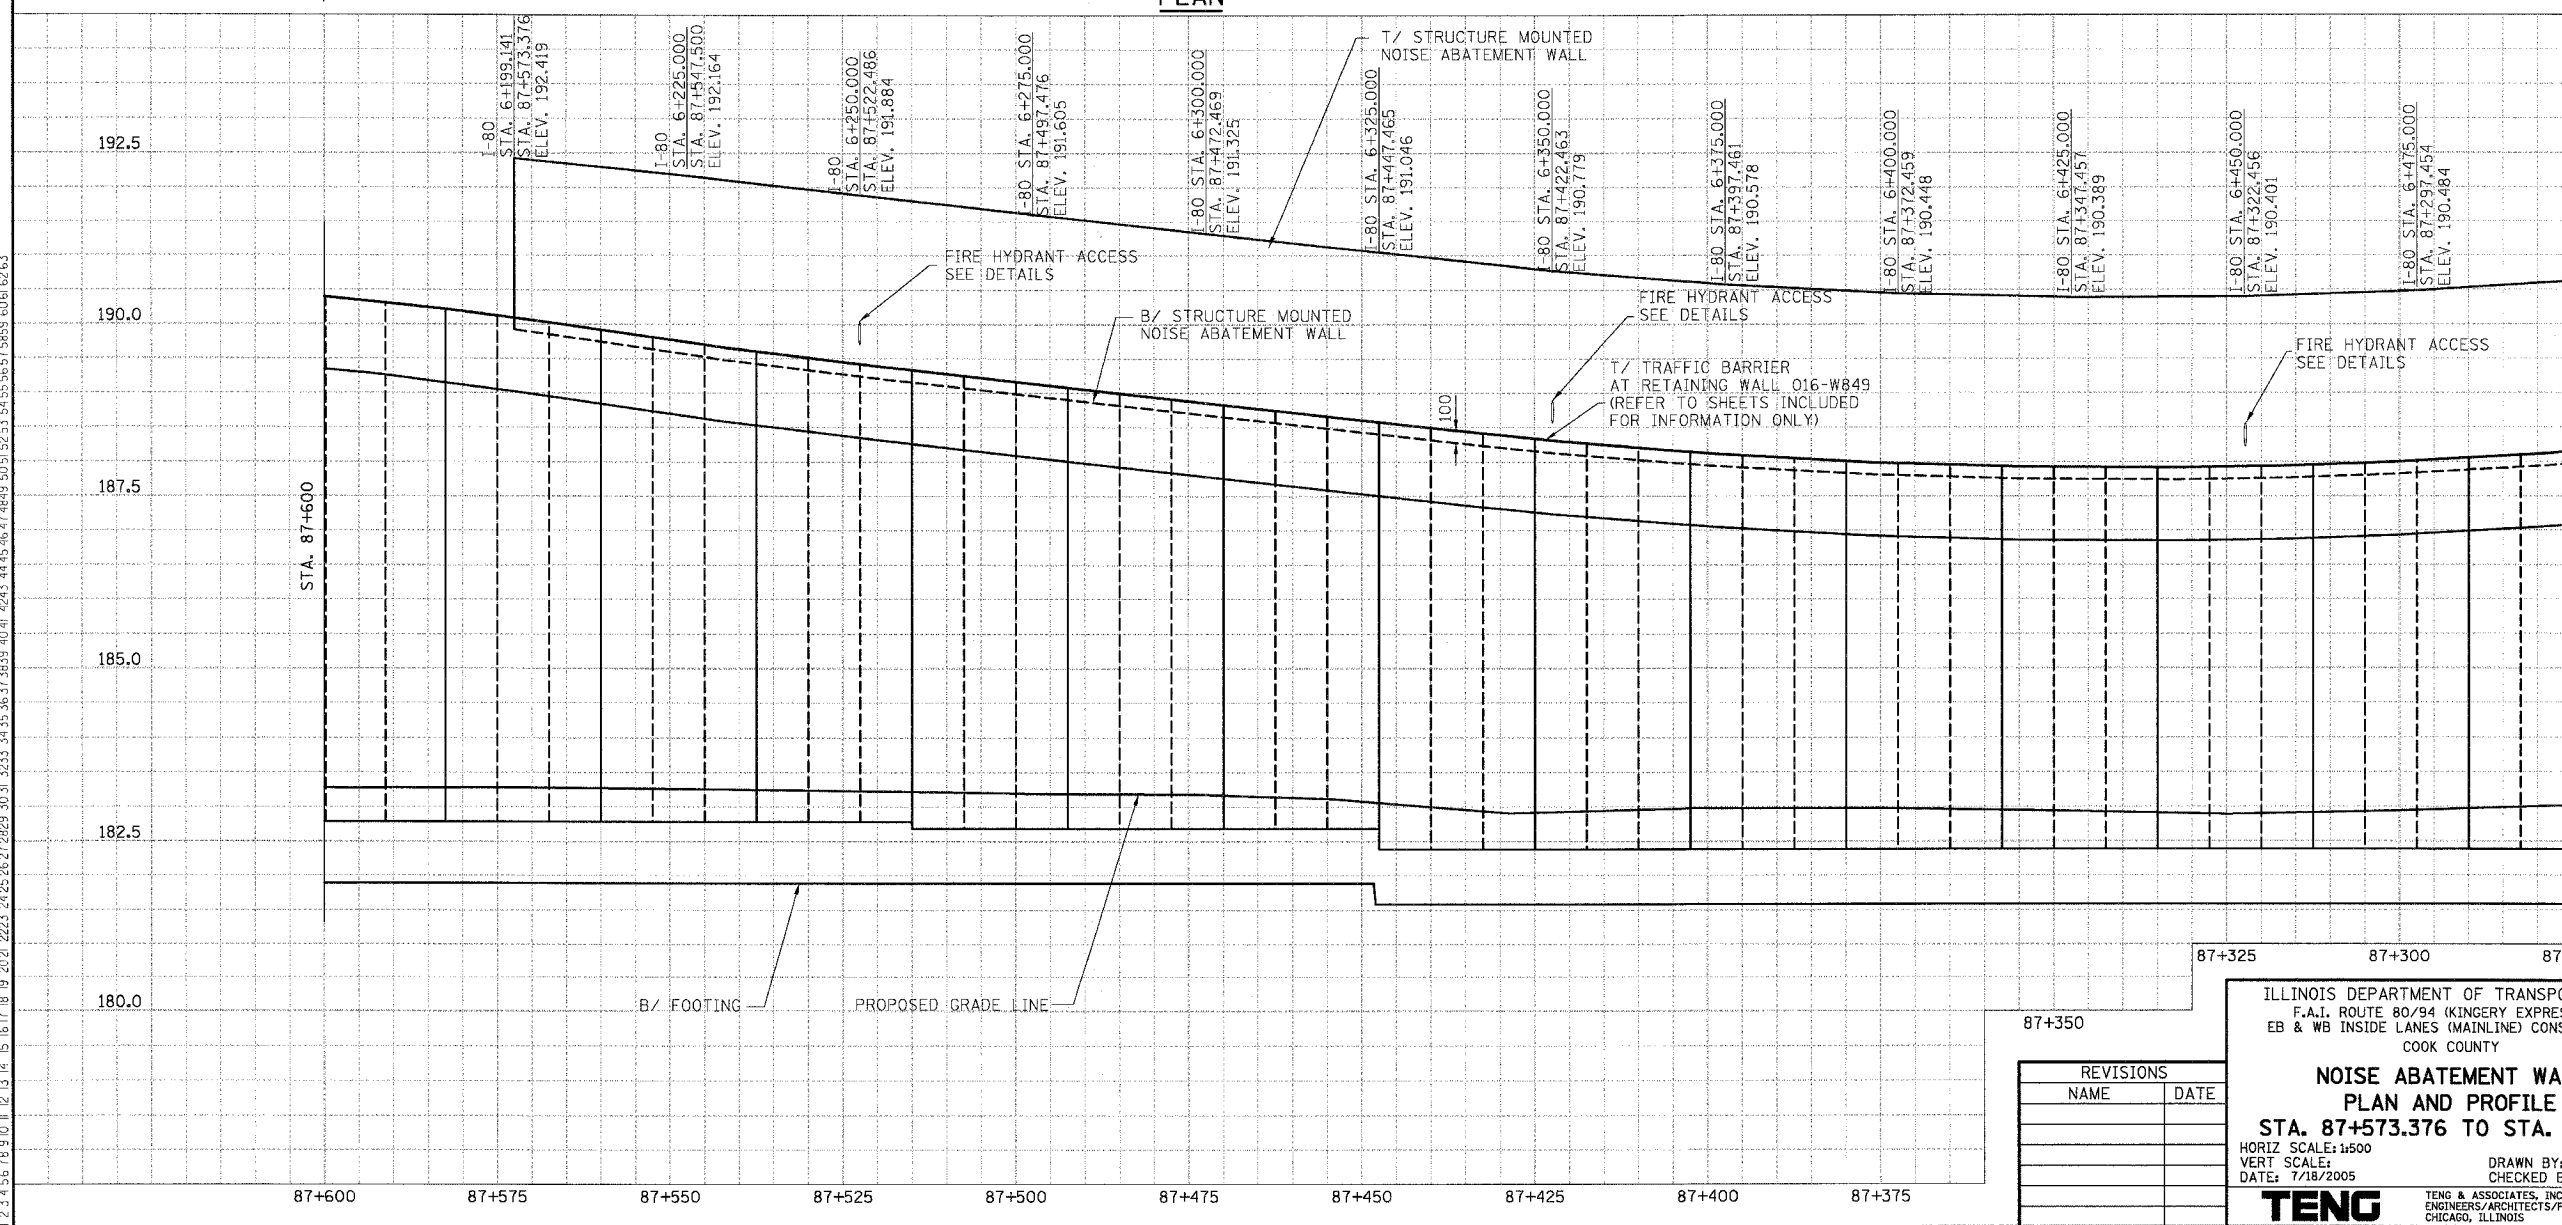 PLAN
I-80
STA. 6+199.141
STA. 87+573.376
ELEV. 192.419
I-80
STA. 6+225.000
STA. 87+547.500
ELEV. 192.164
I-80
STA. 6+250.000
STA. 87+522.486
ELEV. 191.884
I-80 STA. 6+275.000
STA. 87+497.476
ELEV. 191.605
I-80 STA. 6+300.000
STA. 87+472.469
ELEV. 191.325
I-80 STA. 6+325.000
STA. 87+447.465
ELEV. 191.046
I-80 STA. 6+350.000
STA. 87+422.463
ELEV. 190.779
I-80 STA. 6+375.000
STA. 87+397.461
ELEV. 190.578
I-80 STA. 6+400.000
STA. 87+372.459
ELEV. 190.448
I-80 STA. 6+425.000
STA. 87+347.457
ELEV. 190.389
I-80 STA. 6+450.000
STA. 87+322.456
ELEV. 190.401
I-80 STA. 6+475.000
STA. 87+297.454
ELEV. 190.484
T/ STRUCTURE MOUNTED
NOISE ABATEMENT WALL
192.5
190.0
187.5
185.0
182.5
180.0
STA. 87+600
FIRE HYDRANT ACCESS
SEE DETAILS
B/ STRUCTURE MOUNTED
NOISE ABATEMENT WALL
FIRE HYDRANT ACCESS
SEE DETAILS
T/ TRAFFIC BARRIER
AT RETAINING WALL 016-W849
(REFER TO SHEETS INCLUDED
FOR INFORMATION ONLY)
100
FIRE HYDRANT ACCESS
SEE DETAILS
B/ FOOTING
PROPOSED GRADE LINE
87+600
87+575
87+550
87+525
87+500
87+475
87+450
87+425
87+400
87+375
87+350
87+325
87+300
87
REVISIONS
NAME DATE
ILLINOIS DEPARTMENT OF TRANSPO
F.A.I. ROUTE 80/94 (KINGERY EXPRES
EB & WB INSIDE LANES (MAINLINE) CONS
COOK COUNTY
NOISE ABATEMENT WA
PLAN AND PROFILE
STA. 87+573.376 TO STA.
HORIZ SCALE: 1:500
VERT SCALE:
DATE: 7/18/2005
DRAWN BY:
CHECKED B
TENG
TENG & ASSOCIATES, INC
ENGINEERS/ARCHITECTS/P
CHICAGO, ILLINOIS